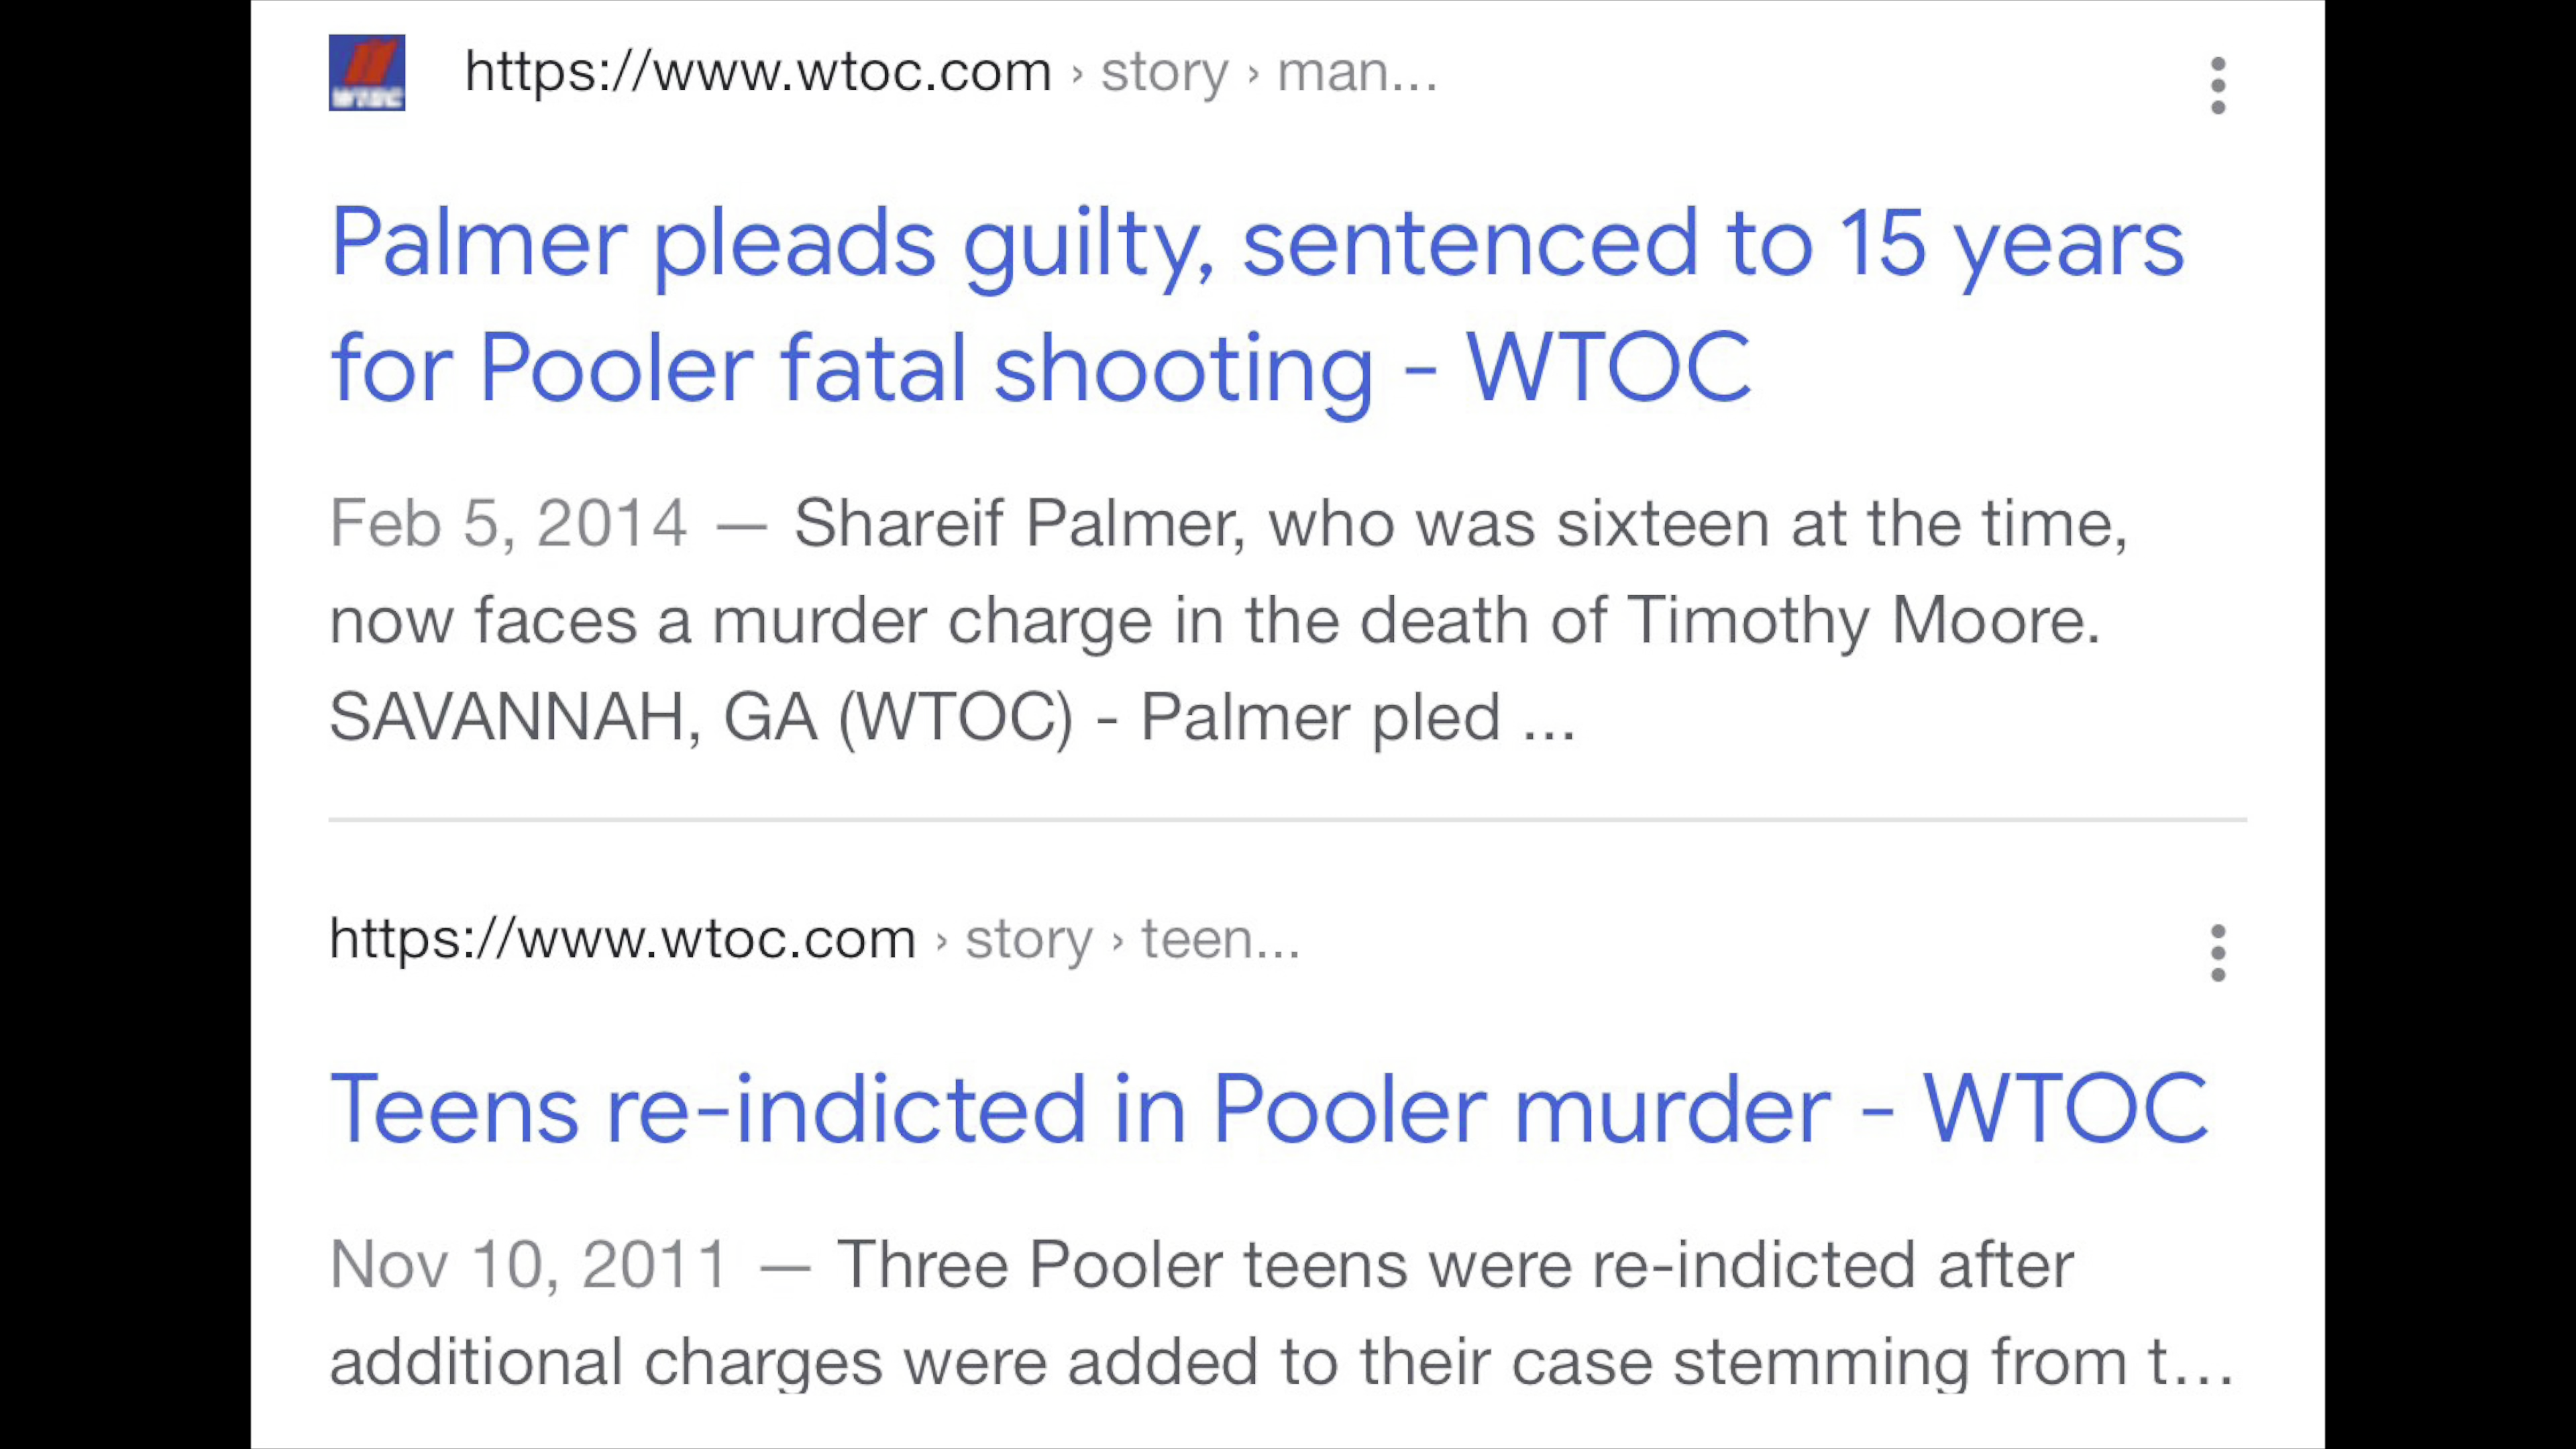 WTOC
https://www.wtoc.com › story › man...
Palmer pleads guilty, sentenced to 15 years
for Pooler fatal shooting - WTOC
Feb 5, 2014 — Shareif Palmer, who was sixteen at the time,
now faces a murder charge in the death of Timothy Moore.
SAVANNAH, GA (WTOC) - Palmer pled ...
https://www.wtoc.com › story › teen...
Teens re-indicted in Pooler murder - WTOC
Nov 10, 2011 — Three Pooler teens were re-indicted after
additional charges were added to their case stemming from t...